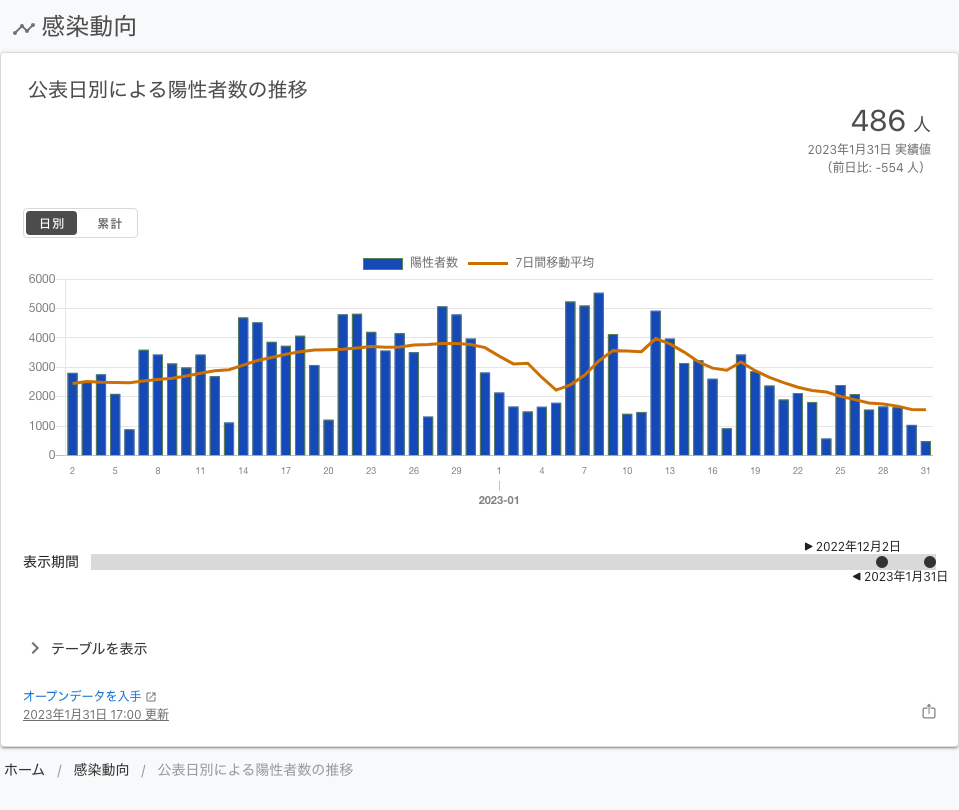 感染動向
公表日別による陽性者数の推移
486 人
2023年1月31日 実績値
（前日比: -554 人）
日別 累計
陽性者数 7日間移動平均
6000
5000
4000
3000
2000
1000
0
2 5 8 11 14 17 20 23 26 29 1 4 7 10 13 16 19 22 25 28 31
2023-01
2022年12月2日
表示期間
2023年1月31日
テーブルを表示
オープンデータを入手
2023年1月31日 17:00 更新
ホーム / 感染動向 / 公表日別による陽性者数の推移